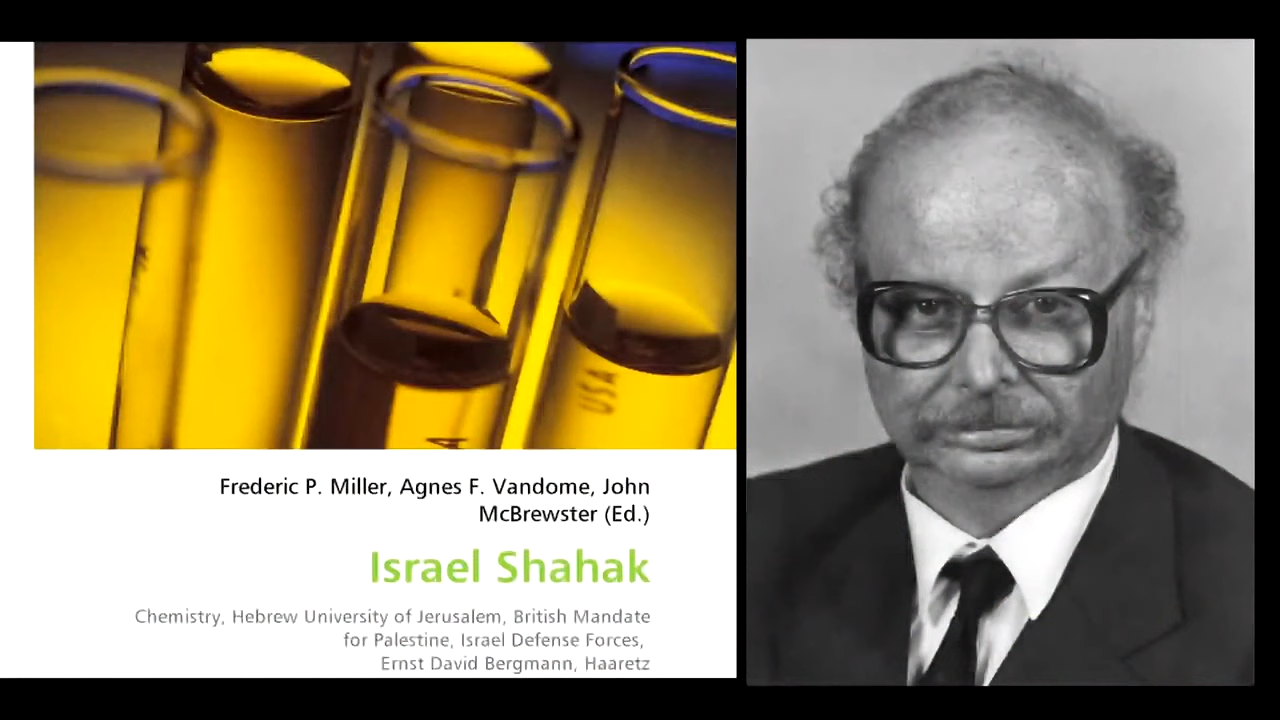 USA
A
Frederic P. Miller, Agnes F. Vandome, John
McBrewster (Ed.)
Israel Shahak
Chemistry, Hebrew University of Jerusalem, British Mandate
for Palestine, Israel Defense Forces,
Ernst David Bergmann, Haaretz